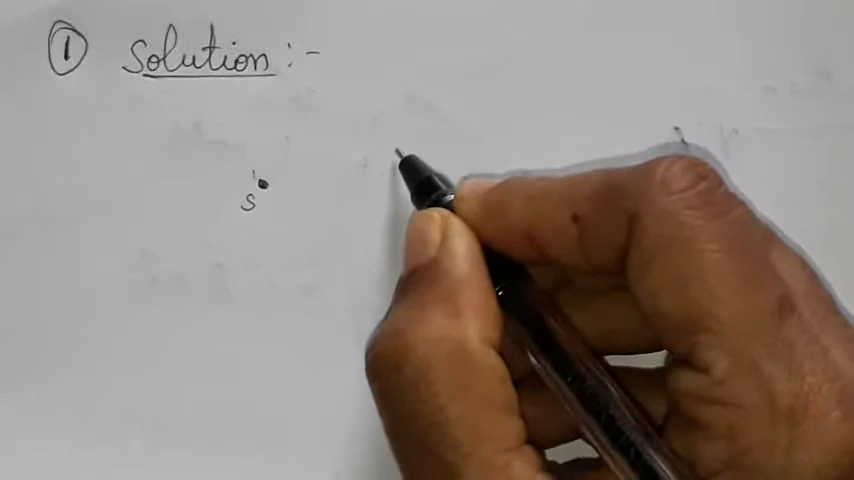 ① Solution :-
S